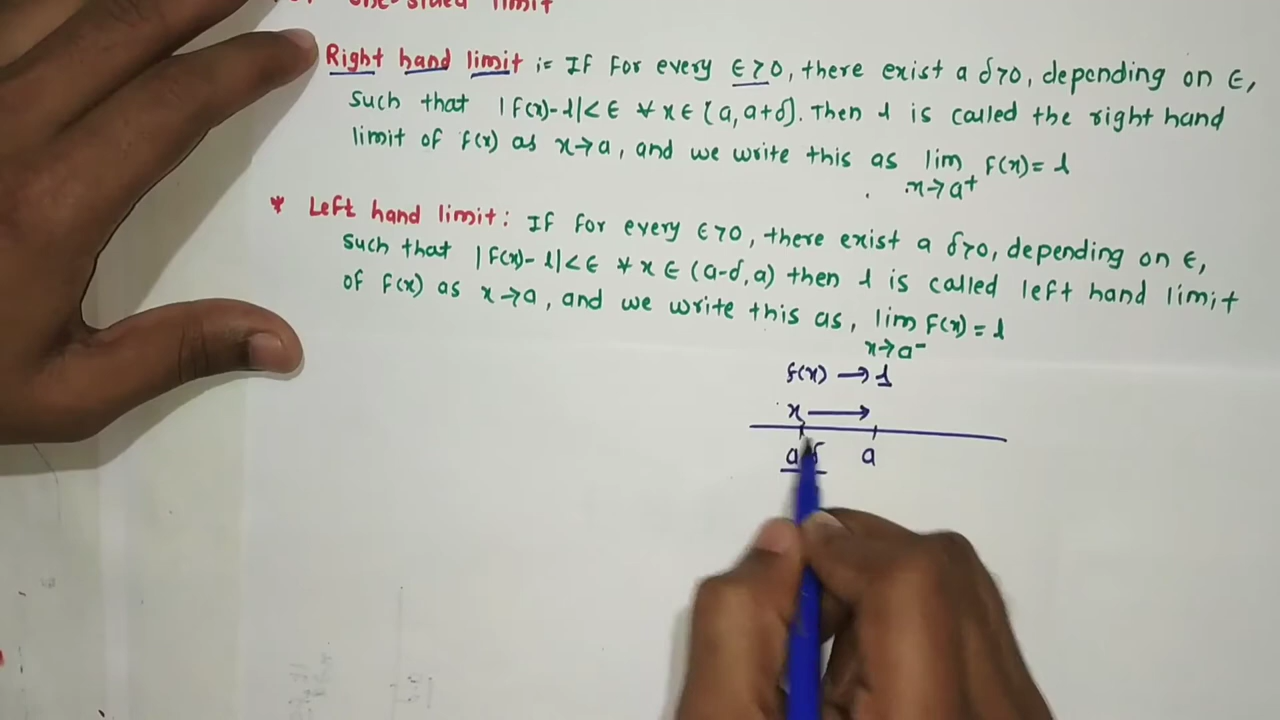 one-sided limit
Right hand limit := If for every ϵ>0, there exist a δ>0, depending on ϵ,
such that |f(x)-l|<ϵ ∀ x ϵ (a, a+δ). Then l is called the right hand
limit of f(x) as x→a, and we write this as lim f(x)= l
x→a+
* Left hand limit: If for every ϵ>0, there exist a δ>0, depending on ϵ,
such that |f(x)-l|<ϵ ∀ x ϵ (a-δ,a) then l is called left hand limit
of f(x) as x→a, and we write this as, lim f(x)= l
x→a-
f(x) → l
x →
a δ a